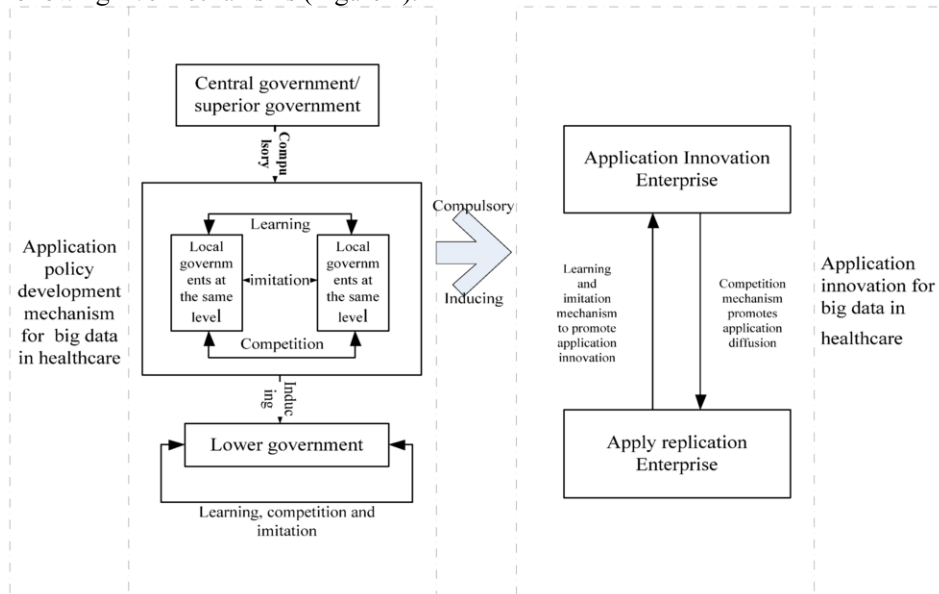 Central government/
superior government
Compu
lsory
Learning
Local
governm
ents at
the same
level
imitation
Local
governm
ents at
the same
level
Competition
Induc
ing
Lower government
Learning, competition and
imitation
Application
policy
development
mechanism
for big data
in healthcare
Compulsory
Inducing
Application Innovation
Enterprise
Learning
and
imitation
mechanism
to promote
application
innovation
Competition
mechanism
promotes
application
diffusion
Apply replication
Enterprise
Application
innovation for
big data in
healthcare